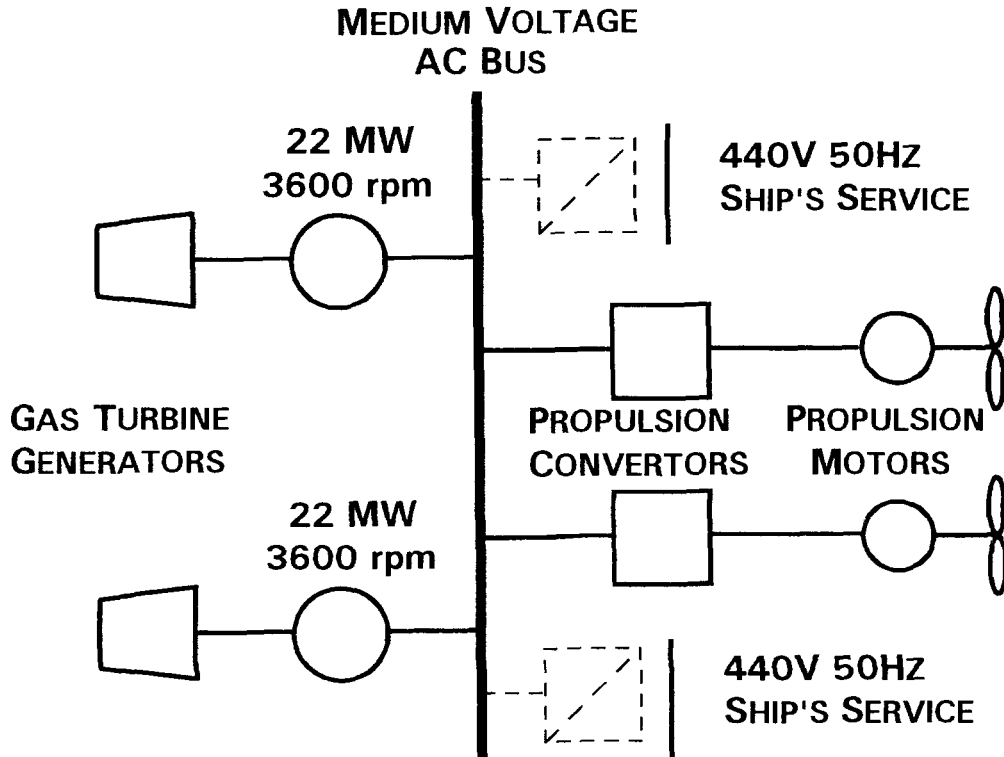 MEDIUM VOLTAGE
AC BUS
22 MW
3600 rpm
440V 50HZ
SHIP'S SERVICE
GAS TURBINE
GENERATORS
PROPULSION
CONVERTORS
PROPULSION
MOTORS
22 MW
3600 rpm
440V 50HZ
SHIP'S SERVICE